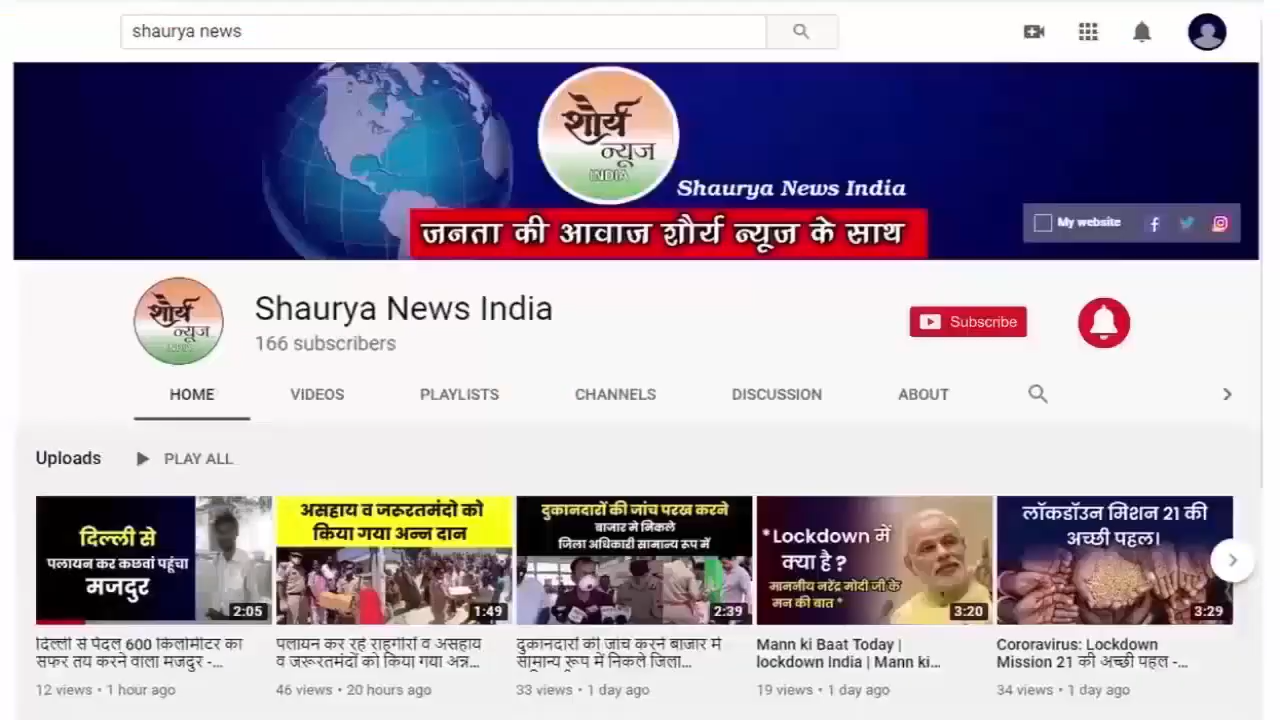 shaurya news
शौर्य
न्यूज
INDIA
Shaurya News India
जनता की आवाज शौर्य न्यूज के साथ
My website
शौर्य
न्यूज
Shaurya News India
166 subscribers
Subscribe
HOME VIDEOS PLAYLISTS CHANNELS DISCUSSION ABOUT
Uploads PLAY ALL
दिल्ली से
पलायन कर कछवां पहूंचा
मजदुर
2:05
असहाय व जरूरतमंदो को
किया गया अन्न दान
1:49
दुकानदारों की जांच परख करने
बाजार मे निकले
जिला अधिकारी सामान्य रूप में
2:39
*Lockdown में
क्या है ?
माननीय नरेंद्र मोदी जी के
मन की बात *
3:20
लॉकडॉउन मिशन 21 की
अच्छी पहल।
3:29
दिल्ली से पैदल 600 किलोमीटर का
सफर तय करने वाला मजदुर -...
12 views • 1 hour ago
पलायन कर रहे राहगीरों व असहाय
व जरूरतमंदों को किया गया अन्न...
46 views • 20 hours ago
दुकानदारों की जांच करने बाजार मे
सामान्य रूप में निकले जिला...
33 views • 1 day ago
Mann ki Baat Today |
lockdown India | Mann ki...
19 views • 1 day ago
Cororavirus: Lockdown
Mission 21 की अच्छी पहल -...
34 views • 1 day ago